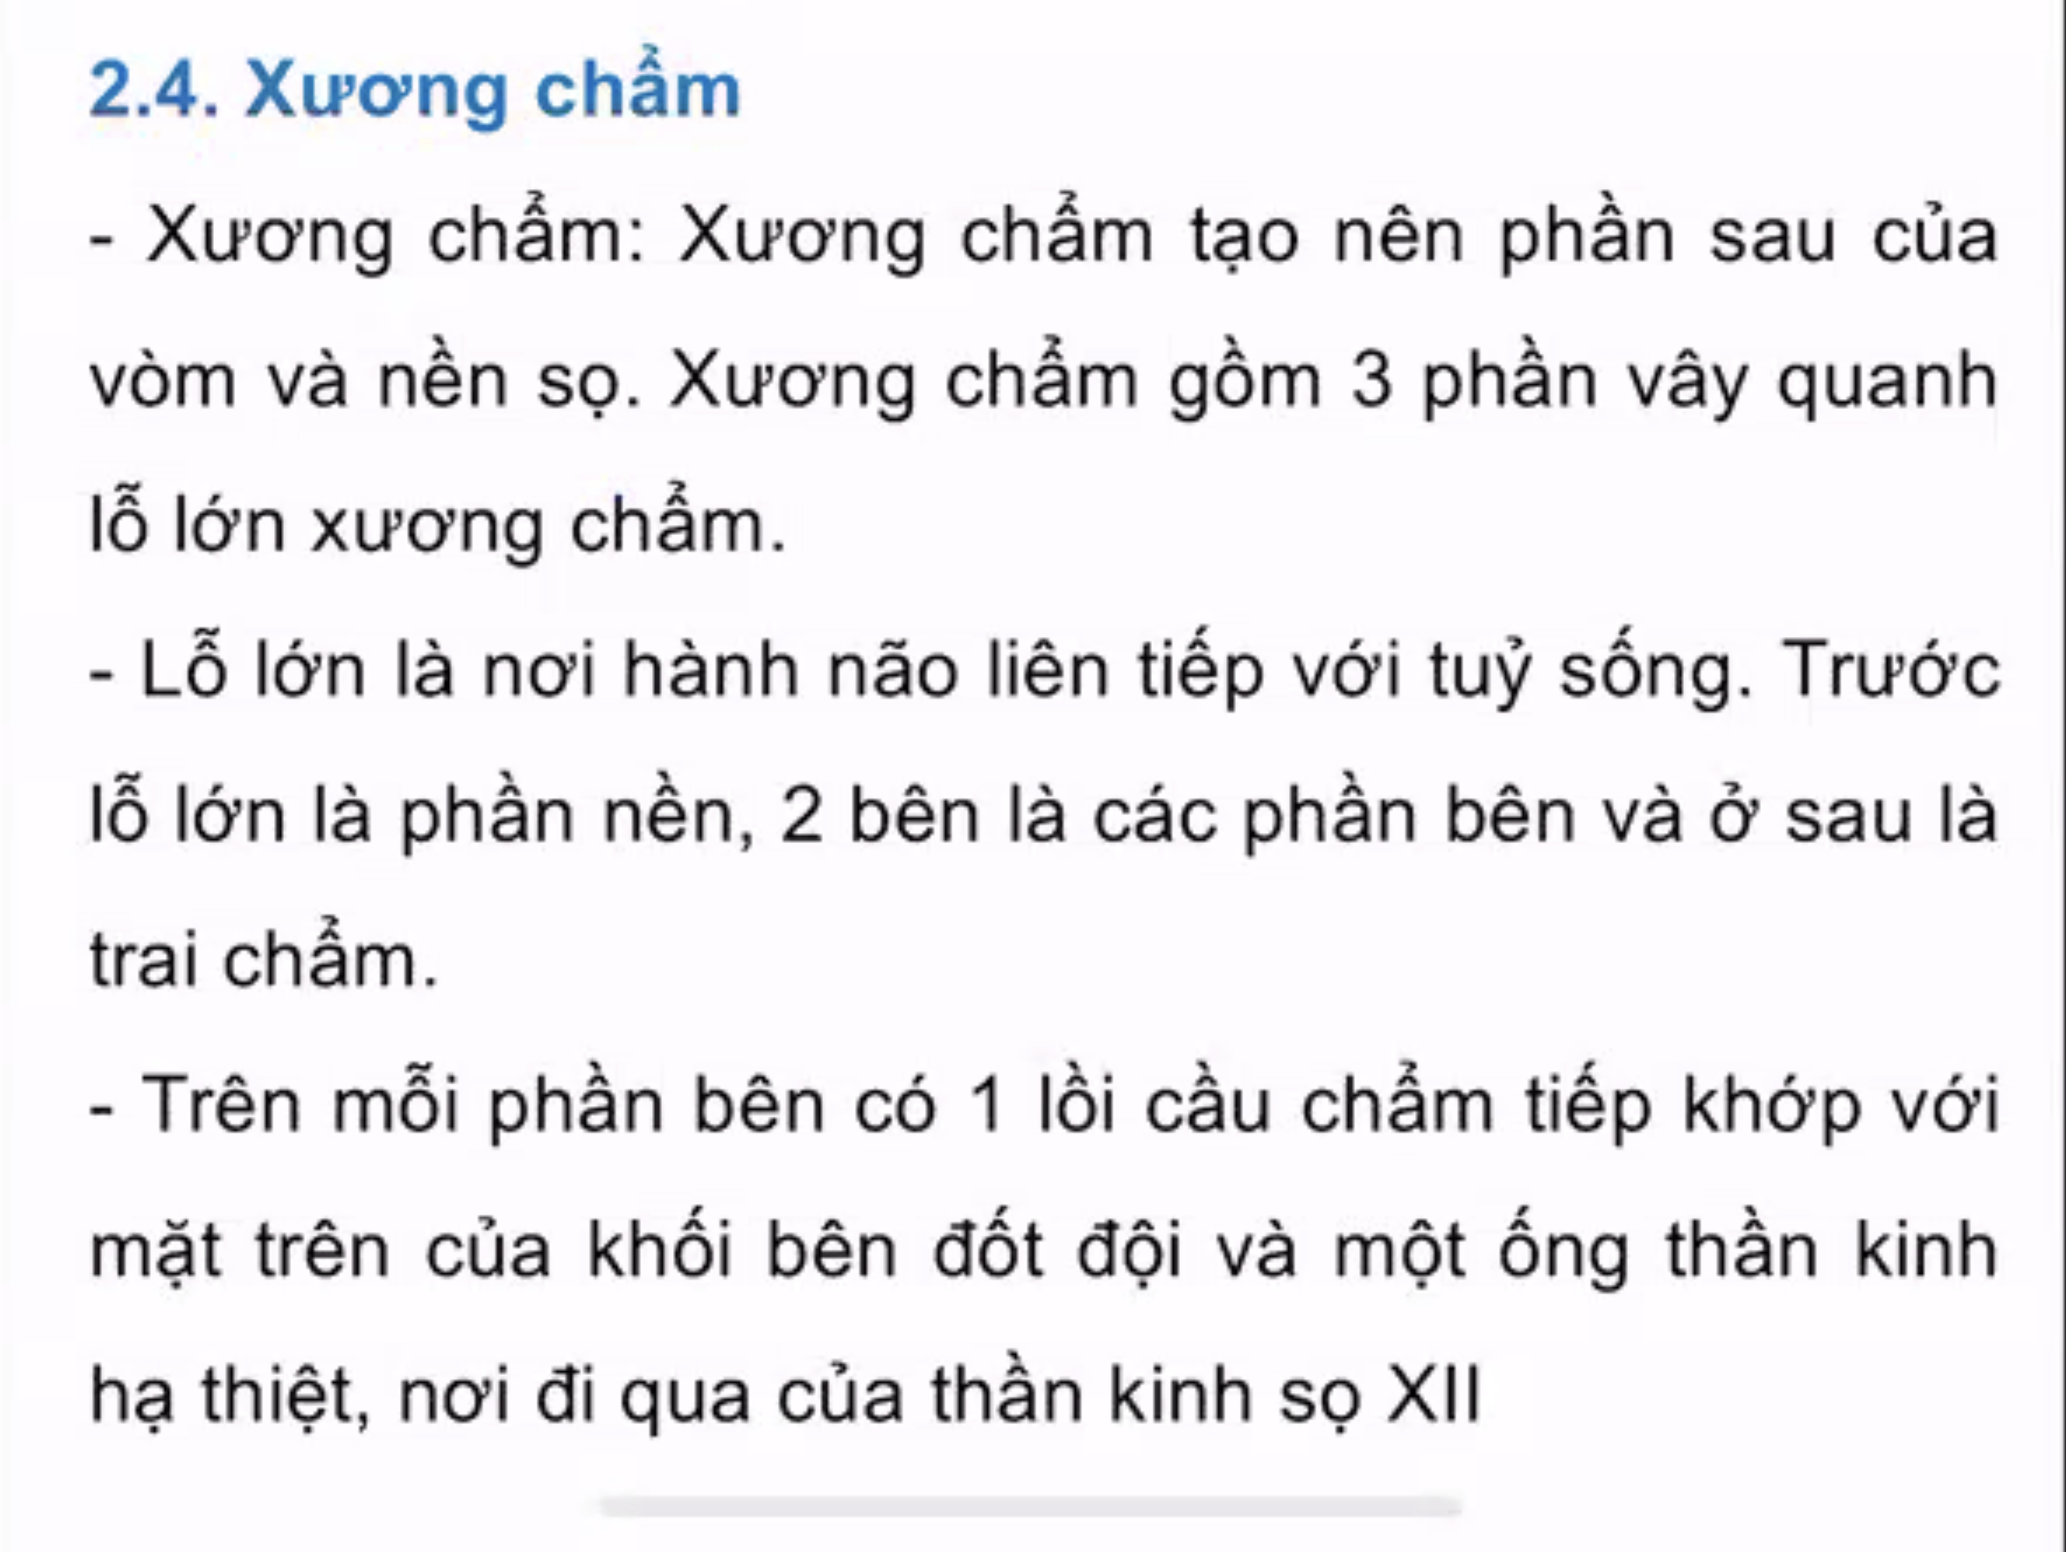 2.4. Xương chẩm
- Xương chẩm: Xương chẩm tạo nên phần sau của
vòm và nền sọ. Xương chẩm gồm 3 phần vây quanh
lỗ lớn xương chẩm.
- Lỗ lớn là nơi hành não liên tiếp với tuỷ sống. Trước
lỗ lớn là phần nền, 2 bên là các phần bên và ở sau là
trai chẩm.
- Trên mỗi phần bên có 1 lồi cầu chẩm tiếp khớp với
mặt trên của khối bên đốt đội và một ống thần kinh
hạ thiệt, nơi đi qua của thần kinh sọ XII